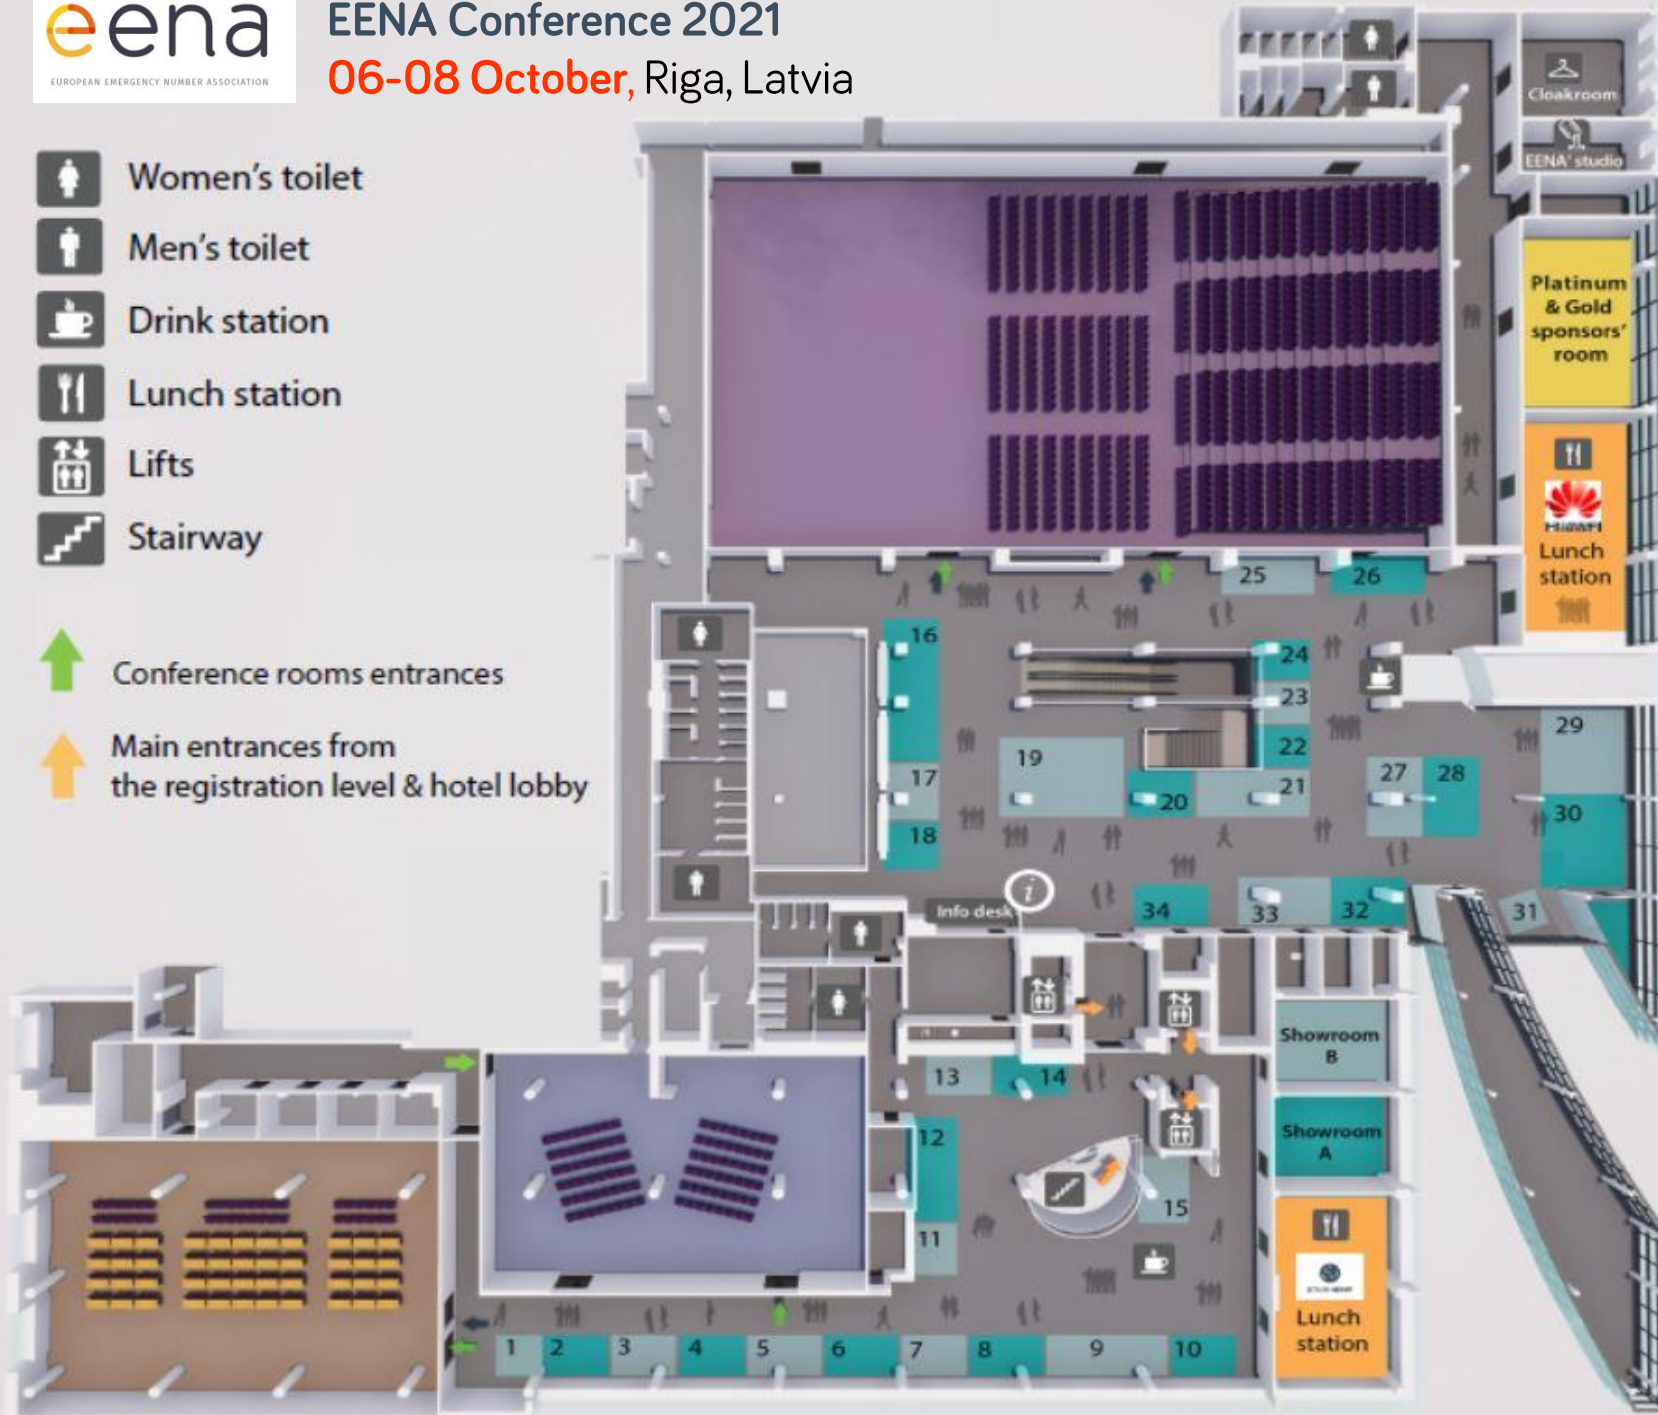 eena
EUROPEAN EMERGENCY NUMBER ASSOCIATION
EENA Conference 2021
06-08 October, Riga, Latvia
Women's toilet
Men's toilet
Drink station
Lunch station
Lifts
Stairway
Conference rooms entrances
Main entrances from
the registration level & hotel lobby
Cloakroom
EENA' studio
Platinum
& Gold
sponsors'
room
HUAWEI
Lunch
station
25
26
16
24
23
22
19
17
20
21
18
27
28
29
30
i
Info desk
34
33
32
31
Showroom
B
13
14
Showroom
A
12
15
11
Lunch
station
1
2
3
4
5
6
7
8
9
10